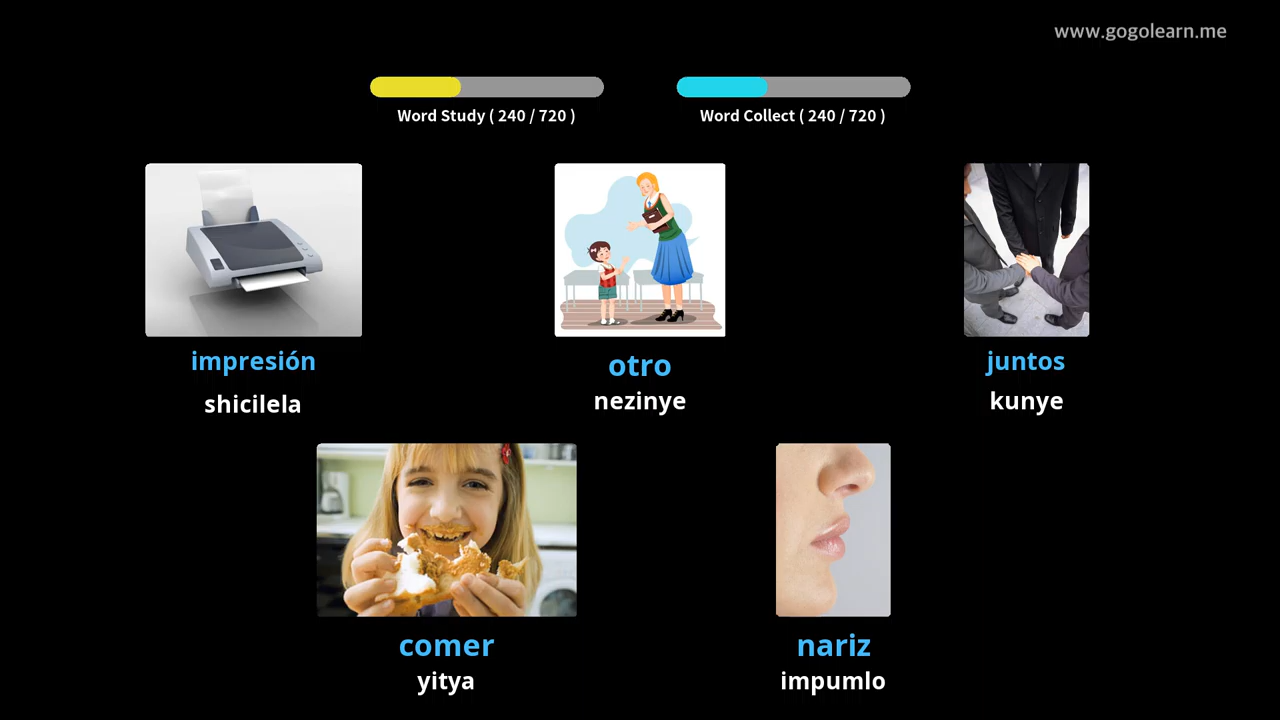 www.gogolearn.me
Word Study ( 240 / 720 )
Word Collect ( 240 / 720 )
impresión
shicilela
otro
nezinye
juntos
kunye
comer
yitya
nariz
impumlo